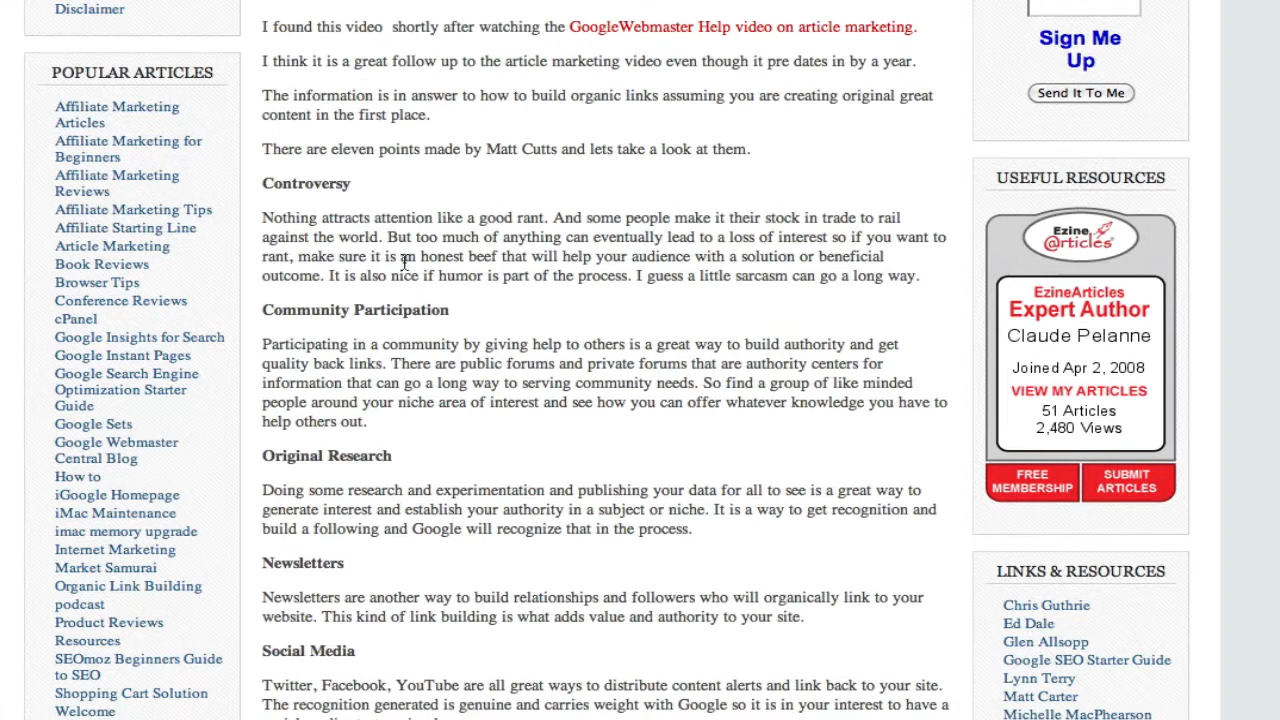 Disclaimer
POPULAR ARTICLES
Affiliate Marketing
Articles
Affiliate Marketing for
Beginners
Affiliate Marketing
Reviews
Affiliate Marketing Tips
Affiliate Starting Line
Article Marketing
Book Reviews
Browser Tips
Conference Reviews
cPanel
Google Insights for Search
Google Instant Pages
Google Search Engine
Optimization Starter
Guide
Google Sets
Google Webmaster
Central Blog
How to
iGoogle Homepage
iMac Maintenance
imac memory upgrade
Internet Marketing
Market Samurai
Organic Link Building
podcast
Product Reviews
Resources
SEOmoz Beginners Guide
to SEO
Shopping Cart Solution
Welcome
I found this video shortly after watching the GoogleWebmaster Help video on article marketing.
I think it is a great follow up to the article marketing video even though it pre dates in by a year.
The information is in answer to how to build organic links assuming you are creating original great
content in the first place.
There are eleven points made by Matt Cutts and lets take a look at them.
Controversy
Nothing attracts attention like a good rant. And some people make it their stock in trade to rail
against the world. But too much of anything can eventually lead to a loss of interest so if you want to
rant, make sure it is an honest beef that will help your audience with a solution or beneficial
outcome. It is also nice if humor is part of the process. I guess a little sarcasm can go a long way.
Community Participation
Participating in a community by giving help to others is a great way to build authority and get
quality back links. There are public forums and private forums that are authority centers for
information that can go a long way to serving community needs. So find a group of like minded
people around your niche area of interest and see how you can offer whatever knowledge you have to
help others out.
Original Research
Doing some research and experimentation and publishing your data for all to see is a great way to
generate interest and establish your authority in a subject or niche. It is a way to get recognition and
build a following and Google will recognize that in the process.
Newsletters
Newsletters are another way to build relationships and followers who will organically link to your
website. This kind of link building is what adds value and authority to your site.
Social Media
Twitter, Facebook, YouTube are all great ways to distribute content alerts and link back to your site.
The recognition generated is genuine and carries weight with Google so it is in your interest to have a
Sign Me
Up
Send It To Me
USEFUL RESOURCES
Ezine
@rticles
EzineArticles
Expert Author
Claude Pelanne
Joined Apr 2, 2008
VIEW MY ARTICLES
51 Articles
2,480 Views
FREE
MEMBERSHIP
SUBMIT
ARTICLES
LINKS & RESOURCES
Chris Guthrie
Ed Dale
Glen Allsopp
Google SEO Starter Guide
Lynn Terry
Matt Carter
Michelle MacPhearson